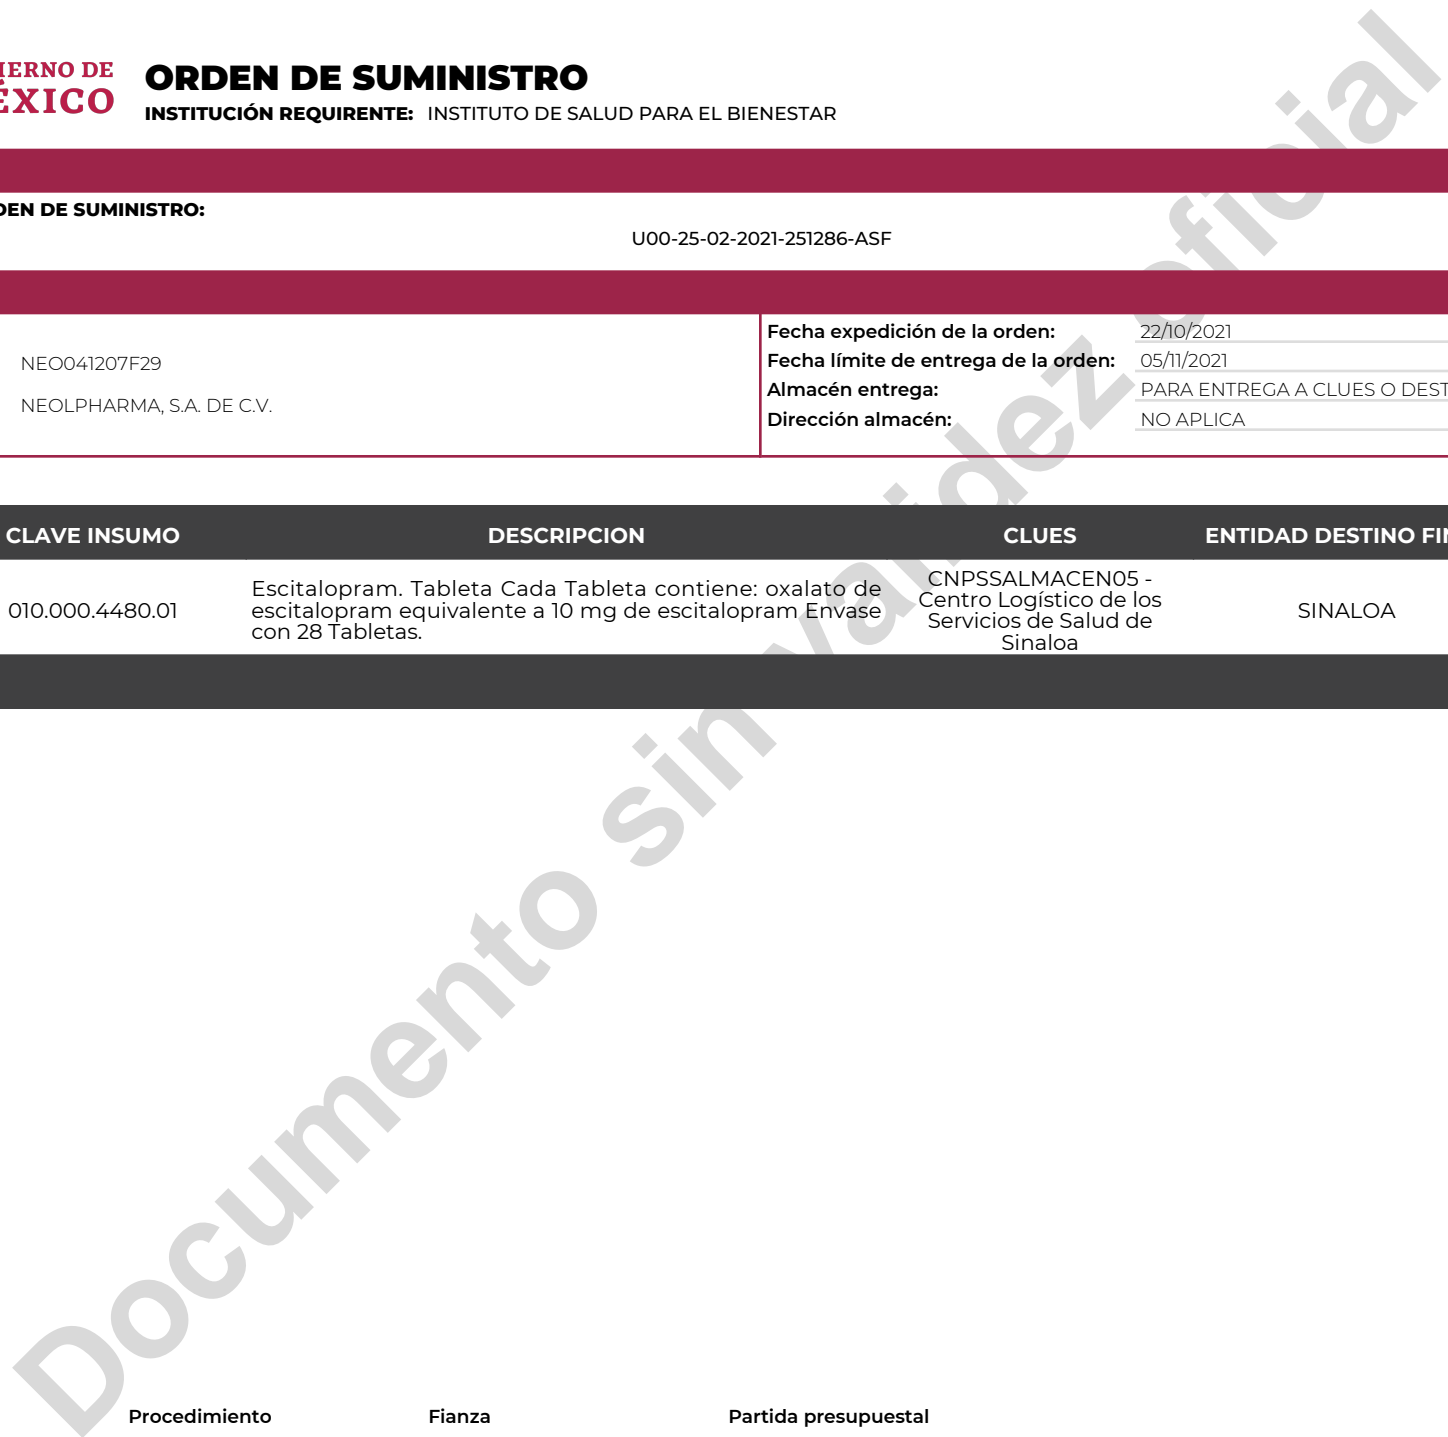 IERNO DE
ÉXICO
ORDEN DE SUMINISTRO
INSTITUCIÓN REQUIRENTE: INSTITUTO DE SALUD PARA EL BIENESTAR
DEN DE SUMINISTRO:
U00-25-02-2021-251286-ASF
NEO041207F29
NEOLPHARMA, S.A. DE C.V.
Fecha expedición de la orden: 22/10/2021
Fecha límite de entrega de la orden: 05/11/2021
Almacén entrega: PARA ENTREGA A CLUES O DEST
Dirección almacén: NO APLICA
CLAVE INSUMO DESCRIPCION CLUES ENTIDAD DESTINO FIN
010.000.4480.01
Escitalopram. Tableta Cada Tableta contiene: oxalato de
escitalopram equivalente a 10 mg de escitalopram Envase
con 28 Tabletas.
CNPSSALMACEN05 -
Centro Logístico de los
Servicios de Salud de
Sinaloa
SINALOA
Documento sin validez oficial
Procedimiento Fianza Partida presupuestal